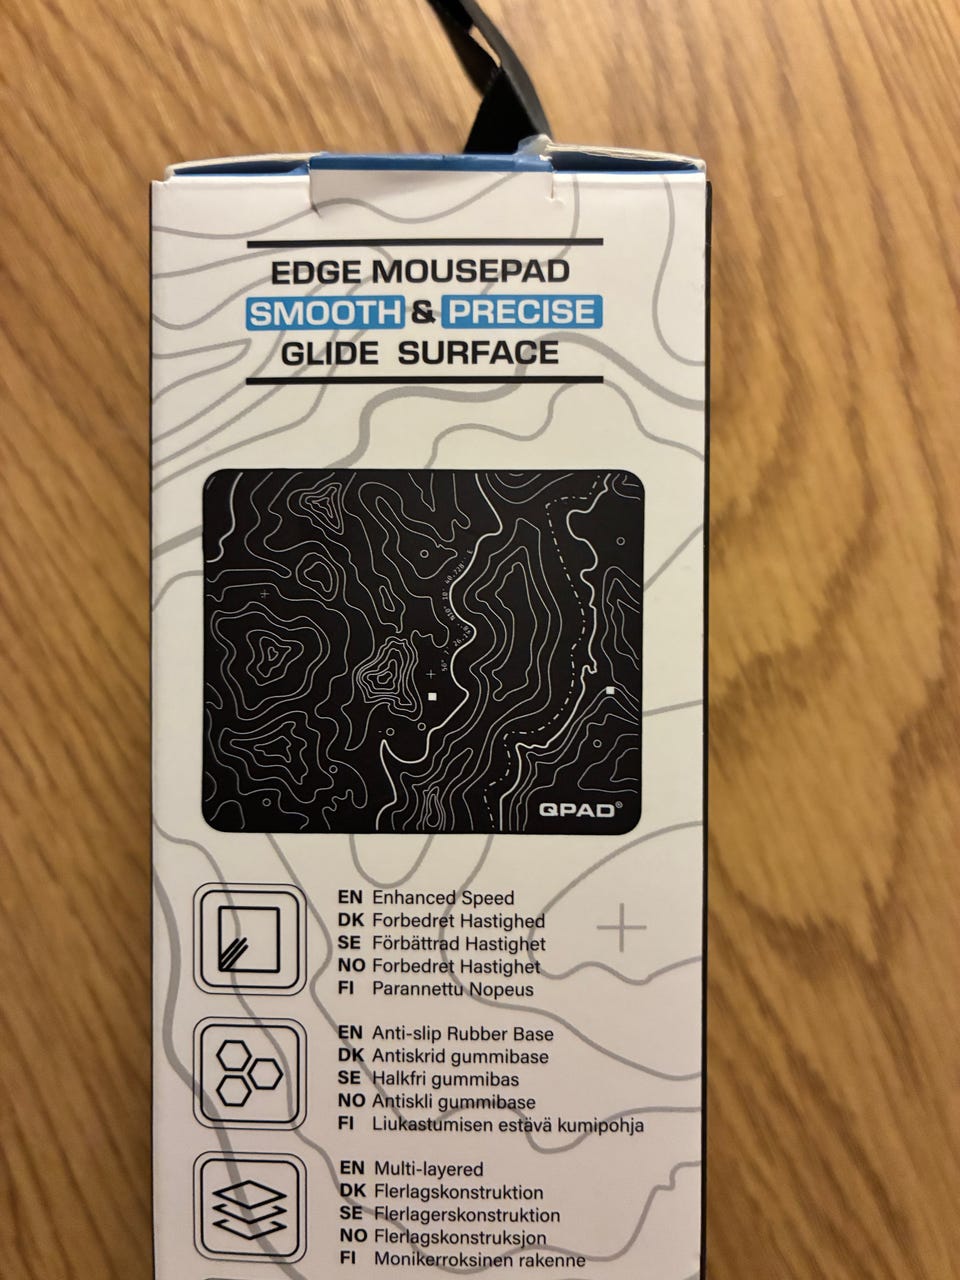 EDGE MOUSEPAD
SMOOTH & PRECISE
GLIDE SURFACE
QPAD®
EN Enhanced Speed
DK Forbedret Hastighed
SE Förbättrad Hastighet
NO Forbedret Hastighet
FI Parannettu Nopeus
EN Anti-slip Rubber Base
DK Antiskrid gummibase
SE Halkfri gummibas
NO Antiskli gummibase
FI Liukastumisen estävä kumipohja
EN Multi-layered
DK Flerlagskonstruktion
SE Flerlagerskonstruktion
NO Flerlagskonstruksjon
FI Monikerroksinen rakenne